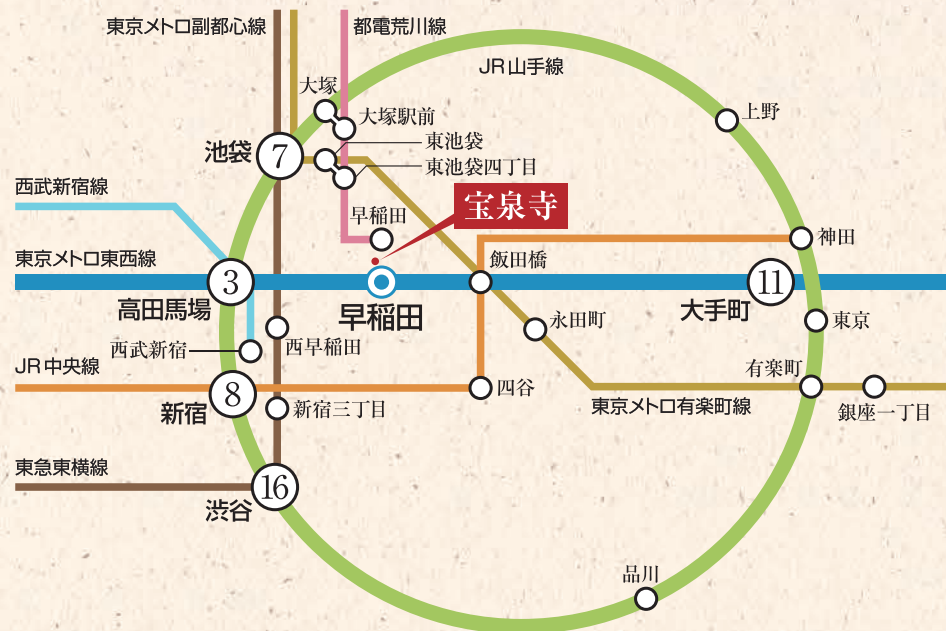 東京メトロ副都心線
都電荒川線
JR山手線
大塚
大塚駅前
上野
東池袋
池袋
7
東池袋四丁目
西武新宿線
宝泉寺
早稲田
神田
東京メトロ東西線
飯田橋
3
11
高田馬場
早稲田
大手町
永田町
東京
西武新宿
西早稲田
JR中央線
有楽町
8
四谷
新宿
新宿三丁目
東京メトロ有楽町線
銀座一丁目
東急東横線
16
渋谷
品川